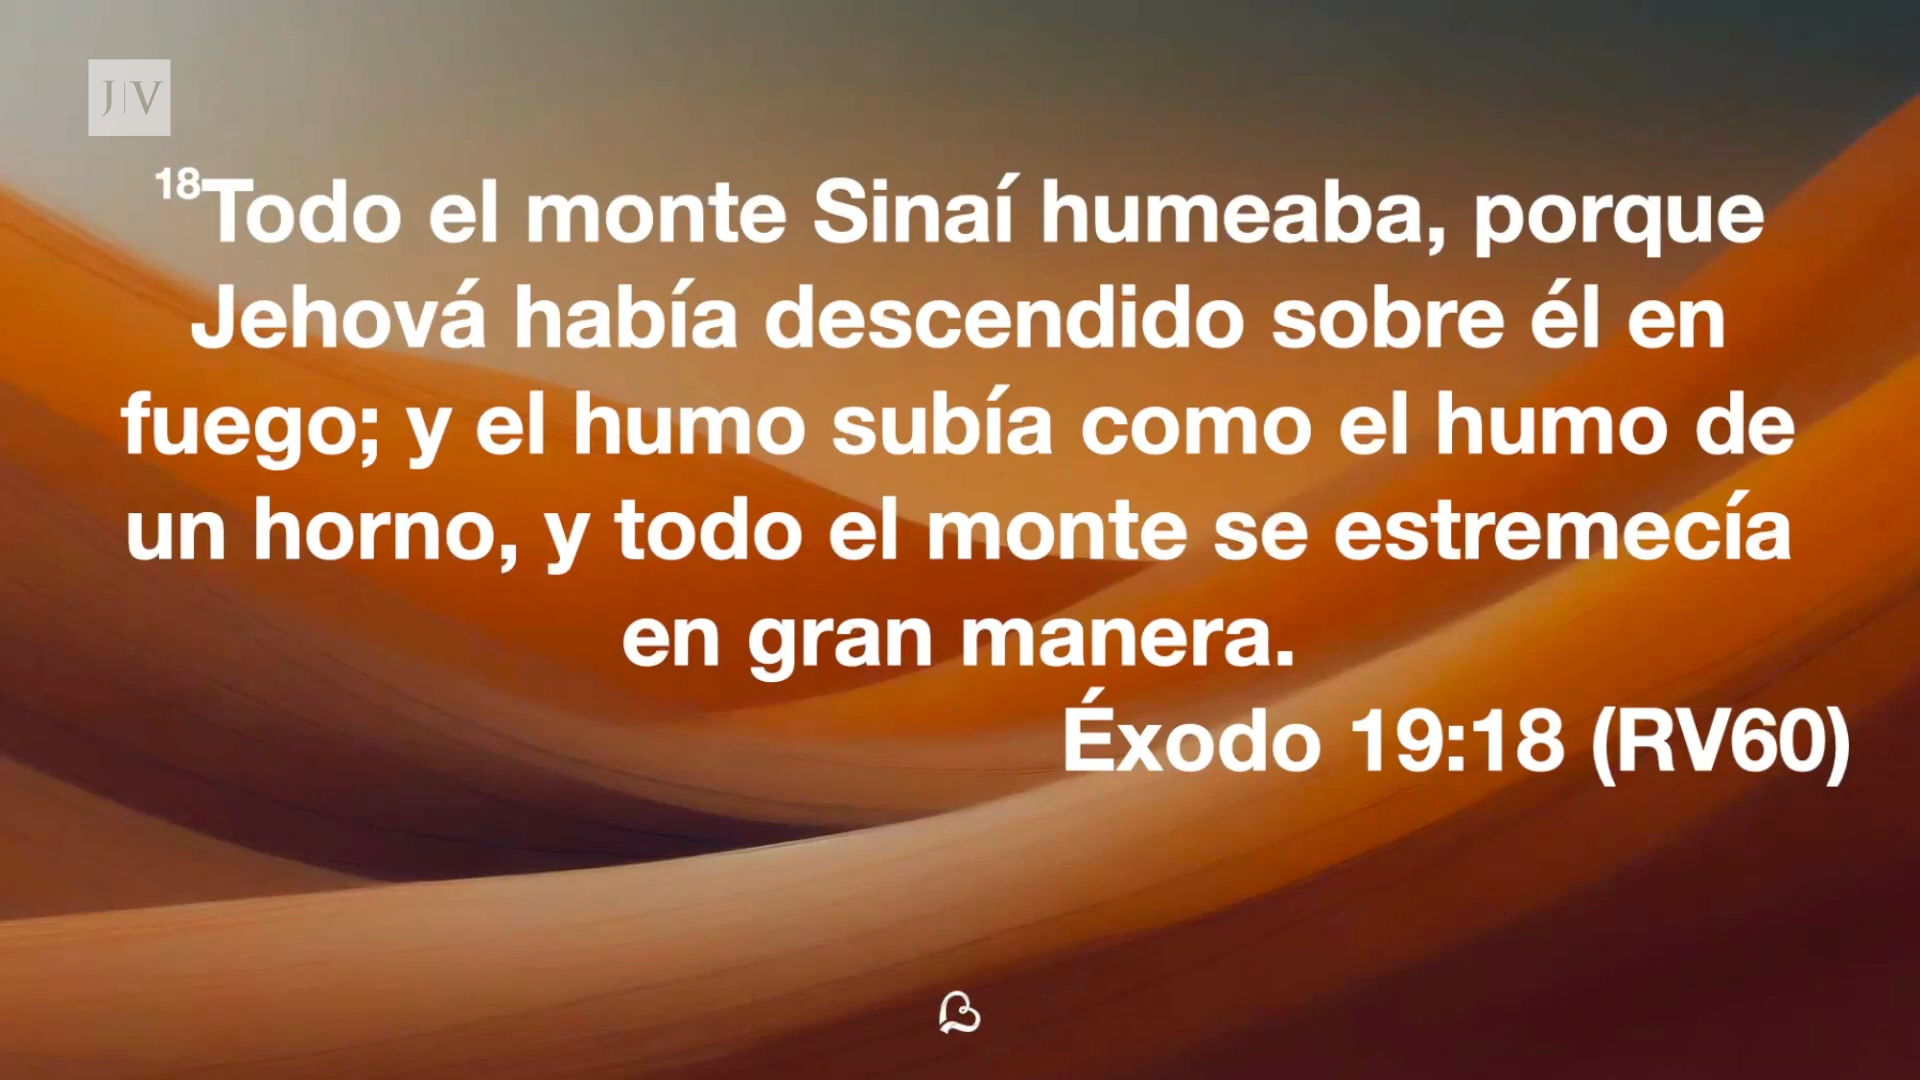 J|V
18Todo el monte Sinaí humeaba, porque
Jehová había descendido sobre él en
fuego; y el humo subía como el humo de
un horno, y todo el monte se estremecía
en gran manera.
Éxodo 19:18 (RV60)